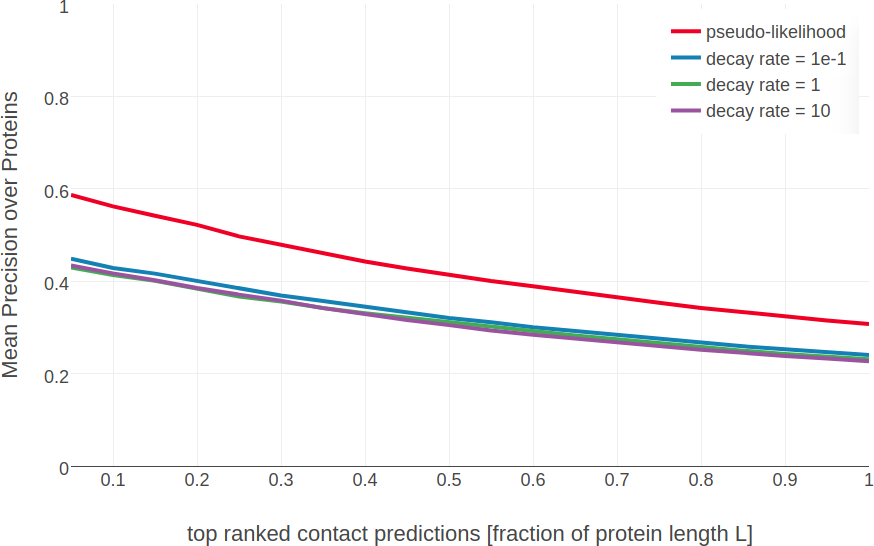 1
0.8
0.6
0.4
0.2
0
Mean Precision over Proteins
pseudo-likelihood
decay rate = 1e-1
decay rate = 1
decay rate = 10
0.1 0.2 0.3 0.4 0.5 0.6 0.7 0.8 0.9 1
top ranked contact predictions [fraction of protein length L]